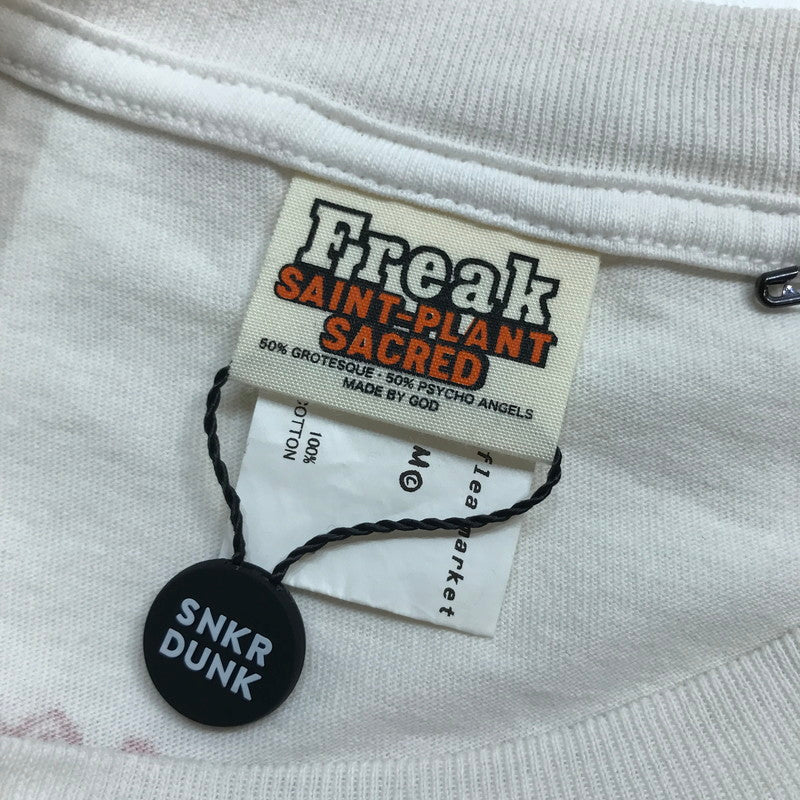 Freak
SAINT-PLANT
SACRED
50% GROTESQUE · 50% PSYCHO ANGELS
MADE BY GOD
100%
COTTON
M©
flea market
SNKR
DUNK